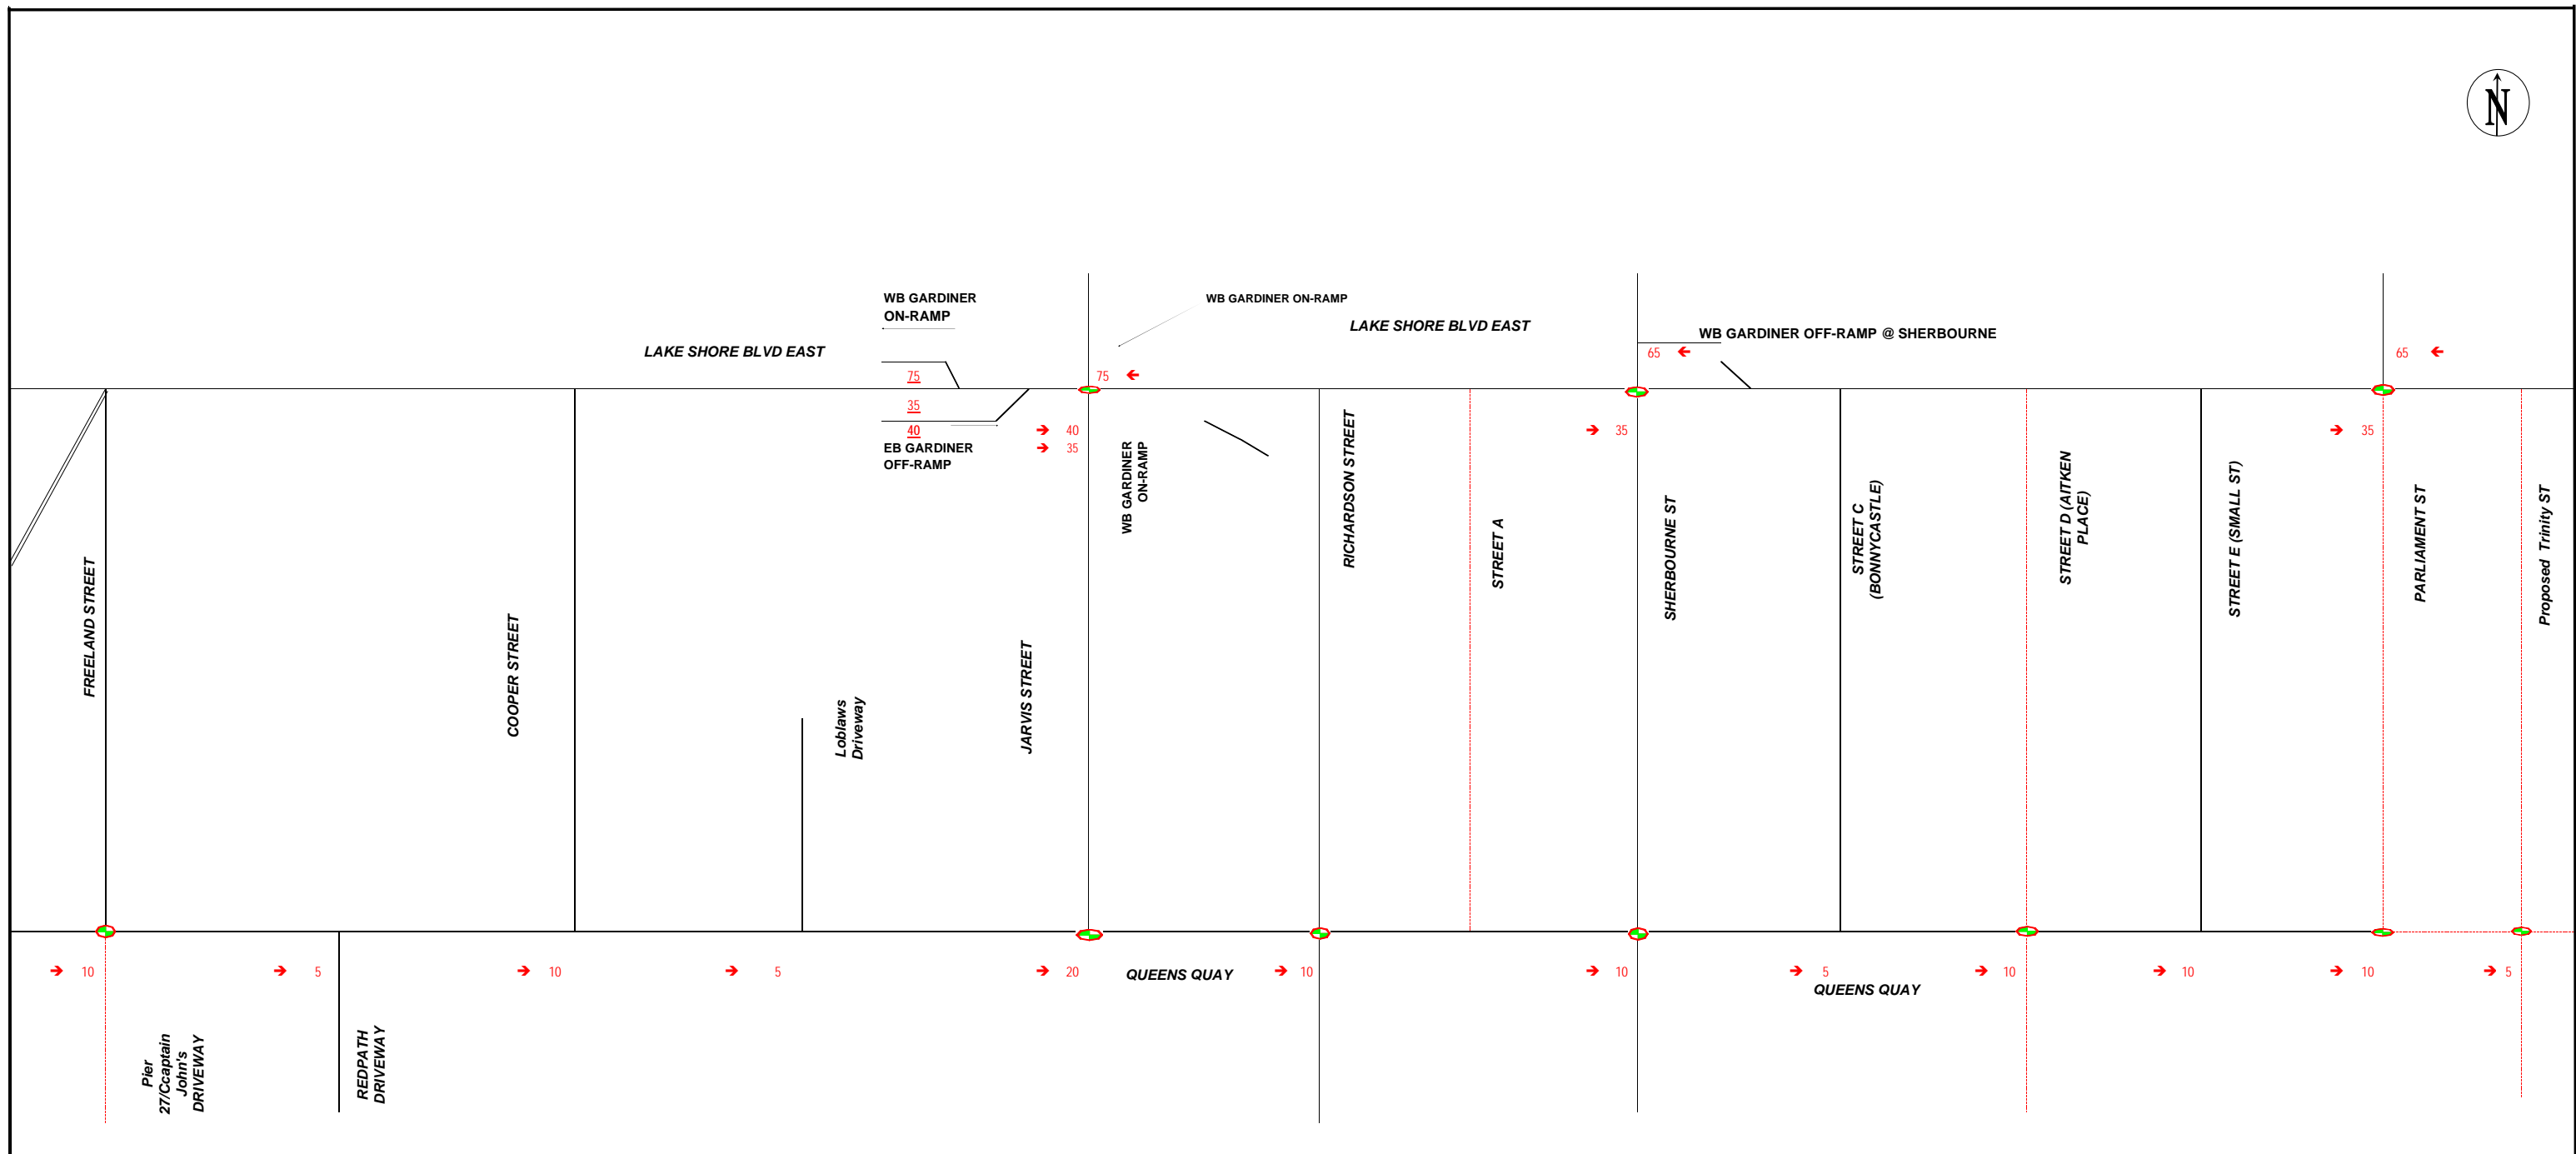 N
WB GARDINER
ON-RAMP
WB GARDINER ON-RAMP
LAKE SHORE BLVD EAST
WB GARDINER OFF-RAMP @ SHERBOURNE
LAKE SHORE BLVD EAST
65 ←
65 ←
75
75 ←
35
40
→ 40
→ 35
→ 35
→ 35
EB GARDINER
OFF-RAMP
FREELAND STREET
COOPER STREET
Loblaws
Driveway
JARVIS STREET
WB GARDINER
ON-RAMP
RICHARDSON STREET
STREET A
SHERBOURNE ST
STREET C
(BONNYCASTLE)
STREET D (AITKEN
PLACE)
STREET E (SMALL ST)
PARLIAMENT ST
Proposed Trinity ST
→ 10
→ 5
→ 10
→ 5
→ 20
QUEENS QUAY
→ 10
→ 10
→ 5
→ 10
→ 10
→ 10
→ 5
QUEENS QUAY
Pier
27/Ccaptain
John's
DRIVEWAY
REDPATH
DRIVEWAY